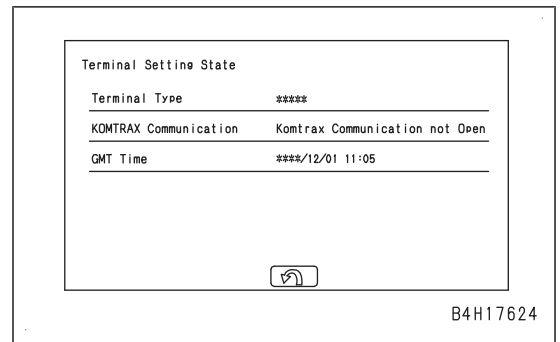 Terminal Setting State
Terminal Type *****
KOMTRAX Communication Komtrax Communication not Open
GMT Time ****/12/01 11:05
B4H17624